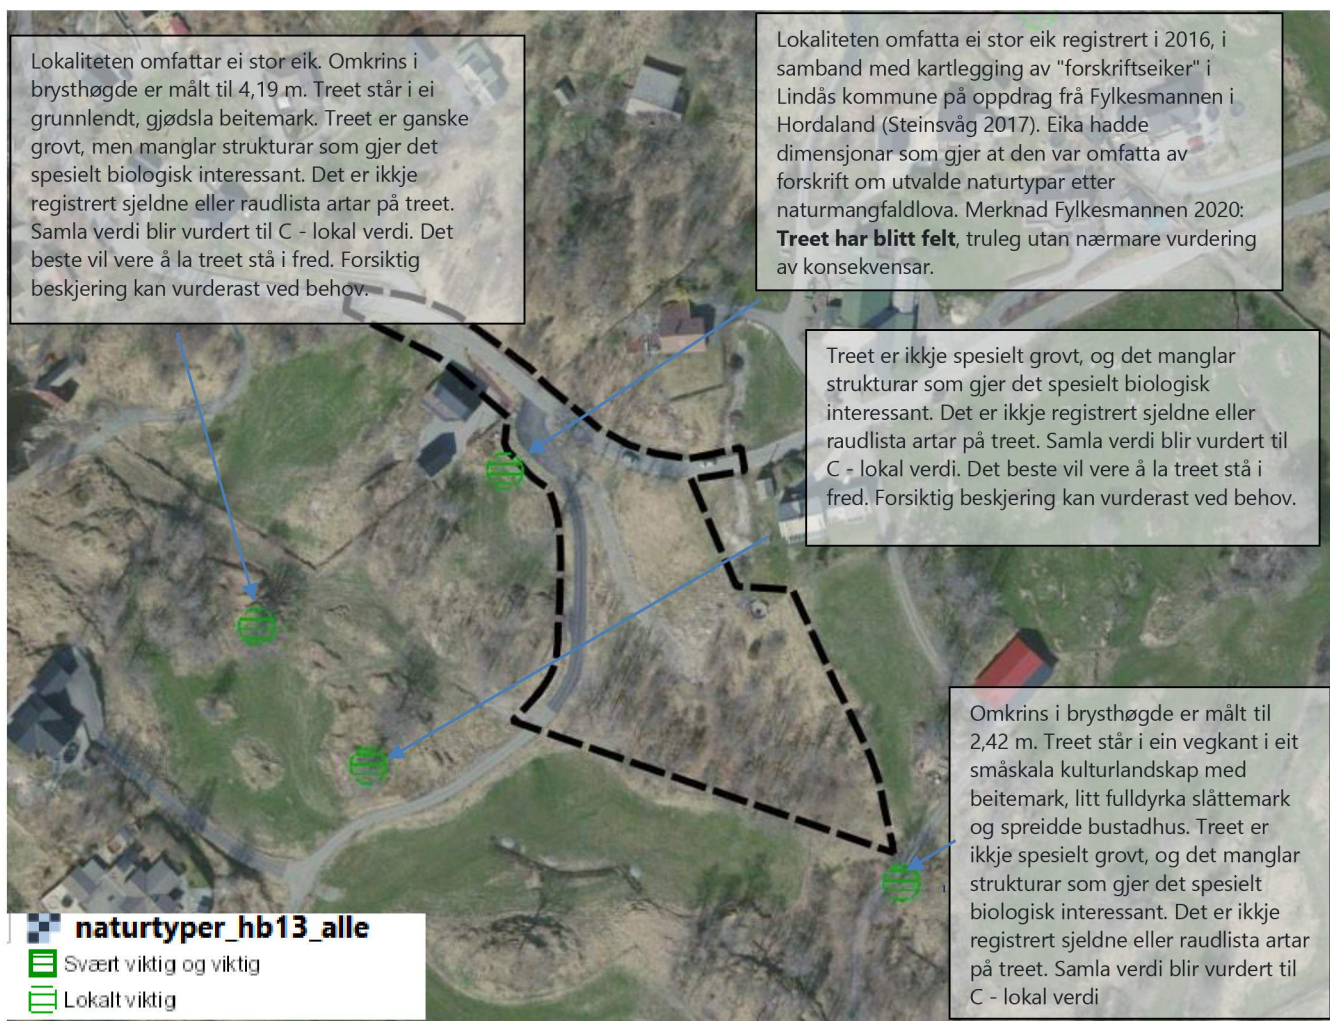 Lokaliteten omfattar ei stor eik. Omkrins i
brysthøgde er målt til 4,19 m. Treet står i ei
grunnlendt, gjødsla beitemark. Treet er ganske
grovt, men manglar strukturar som gjer det
spesielt biologisk interessant. Det er ikkje
registrert sjeldne eller raudlista artar på treet.
Samla verdi blir vurdert til C - lokal verdi. Det
beste vil vere å la treet stå i fred. Forsiktig
beskjering kan vurderast ved behov.
Lokaliteten omfatta ei stor eik registrert i 2016, i
samband med kartlegging av "forskriftseiker" i
Lindås kommune på oppdrag frå Fylkesmannen i
Hordaland (Steinsvåg 2017). Eika hadde
dimensjonar som gjer at den var omfatta av
forskrift om utvalde naturtypar etter
naturmangfaldlova. Merknad Fylkesmannen 2020:
Treet har blitt felt, truleg utan nærmare vurdering
av konsekvensar.
Treet er ikkje spesielt grovt, og det manglar
strukturar som gjer det spesielt biologisk
interessant. Det er ikkje registrert sjeldne eller
raudlista artar på treet. Samla verdi blir vurdert til
C - lokal verdi. Det beste vil vere å la treet stå i
fred. Forsiktig beskjering kan vurderast ved behov.
Omkrins i brysthøgde er målt til
2,42 m. Treet står i ein vegkant i eit
småskala kulturlandskap med
beitemark, litt fulldyrka slåttemark
og spreidde bustadhus. Treet er
ikkje spesielt grovt, og det manglar
strukturar som gjer det spesielt
biologisk interessant. Det er ikkje
registrert sjeldne eller raudlista artar
på treet. Samla verdi blir vurdert til
C - lokal verdi
naturtyper_hb13_alle
Svært viktig og viktig
Lokalt viktig